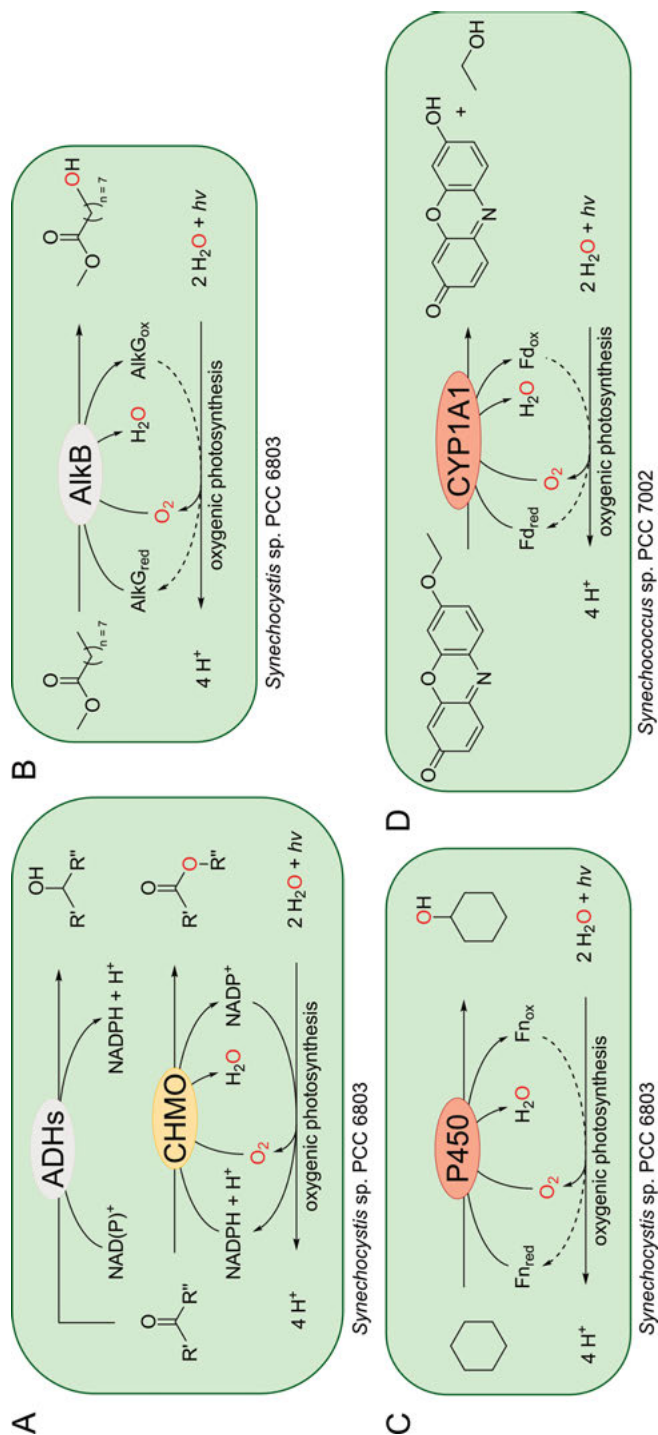 A
ADHs
NAD(P)+
NADPH + H+
O
R'
R"
OH
R'
R"
CHMO
NADPH + H+
O2
H2O
NADP+
O
R'
O
R"
4 H+
2 H2O + hv
oxygenic photosynthesis
Synechocystis sp. PCC 6803
B
AlkB
O
O
n = 7
O
O
n = 7
OH
AlkGred
O2
H2O
AlkGox
4 H+
2 H2O + hv
oxygenic photosynthesis
Synechocystis sp. PCC 6803
C
P450
OH
Fnred
O2
H2O
Fnox
4 H+
2 H2O + hv
oxygenic photosynthesis
Synechocystis sp. PCC 6803
D
CYP1A1
O
O
N
O
O
O
N
OH
+
OH
Fdred
O2
H2O
Fdox
4 H+
2 H2O + hv
oxygenic photosynthesis
Synechococcus sp. PCC 7002